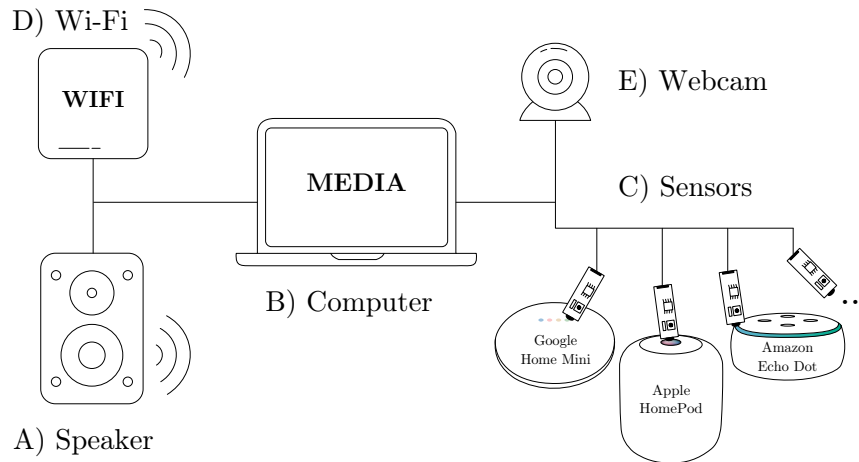 D) Wi-Fi
WIFI
E) Webcam
MEDIA
C) Sensors
B) Computer
Google
Home Mini
Apple
HomePod
Amazon
Echo Dot
..
A) Speaker